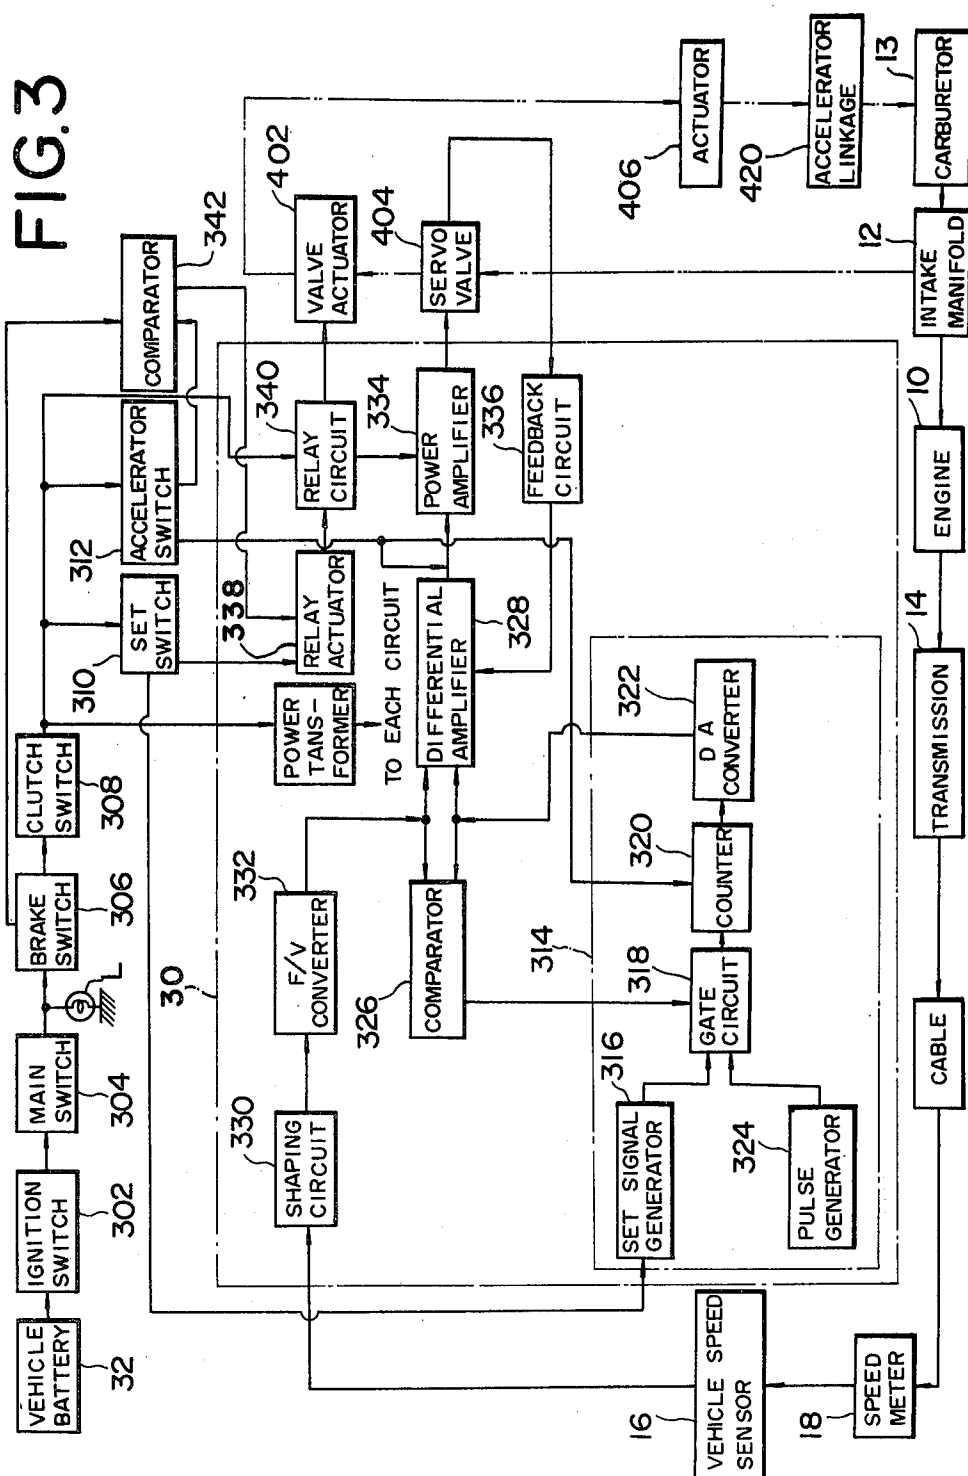 FIG.3
VEHICLE
BATTERY
32
IGNITION
SWITCH
302
MAIN
SWITCH
304
L
BRAKE
SWITCH
306
CLUTCH
SWITCH
308
SET
SWITCH
310
ACCELERATOR
SWITCH
312
COMPARATOR
342
30
SHAPING
CIRCUIT
330
F/V
CONVERTER
332
POWER
TANS-
FORMER
TO EACH CIRCUIT
RELAY
ACTUATOR
338
RELAY
CIRCUIT
340
VALVE
ACTUATOR
402
COMPARATOR
326
DIFFERENTIAL
AMPLIFIER
328
POWER
AMPLIFIER
334
SERVO
VALVE
404
FEEDBACK
CIRCUIT
336
314
SET SIGNAL
GENERATOR
316
GATE
CIRCUIT
318
COUNTER
320
D A
CONVERTER
322
PULSE
GENERATOR
324
ACTUATOR
406
ACCELERATOR
LINKAGE
420
CARBURETOR
13
INTAKE
MANIFOLD
12
ENGINE
10
TRANSMISSION
14
CABLE
SPEED
METER
18
VEHICLE SPEED
SENSOR
16